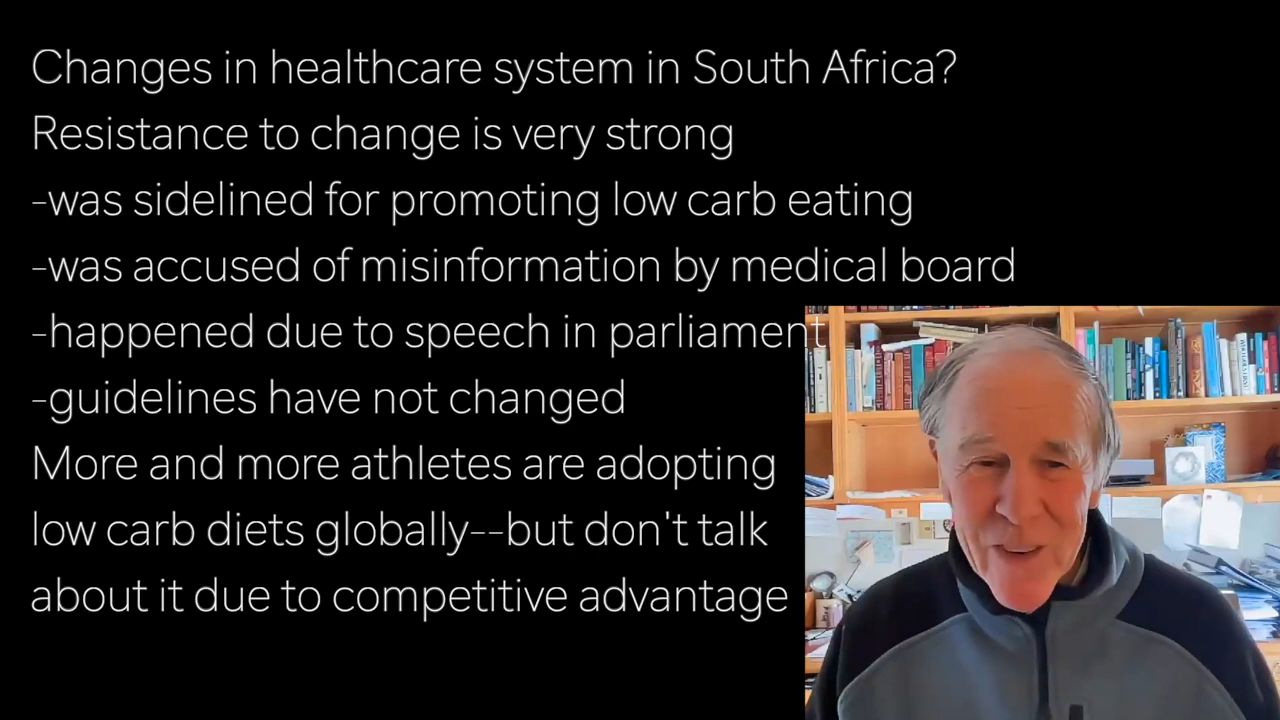 Changes in healthcare system in South Africa?
Resistance to change is very strong
-was sidelined for promoting low carb eating
-was accused of misinformation by medical board
-happened due to speech in parliament
-guidelines have not changed
More and more athletes are adopting
low carb diets globally--but don't talk
about it due to competitive advantage